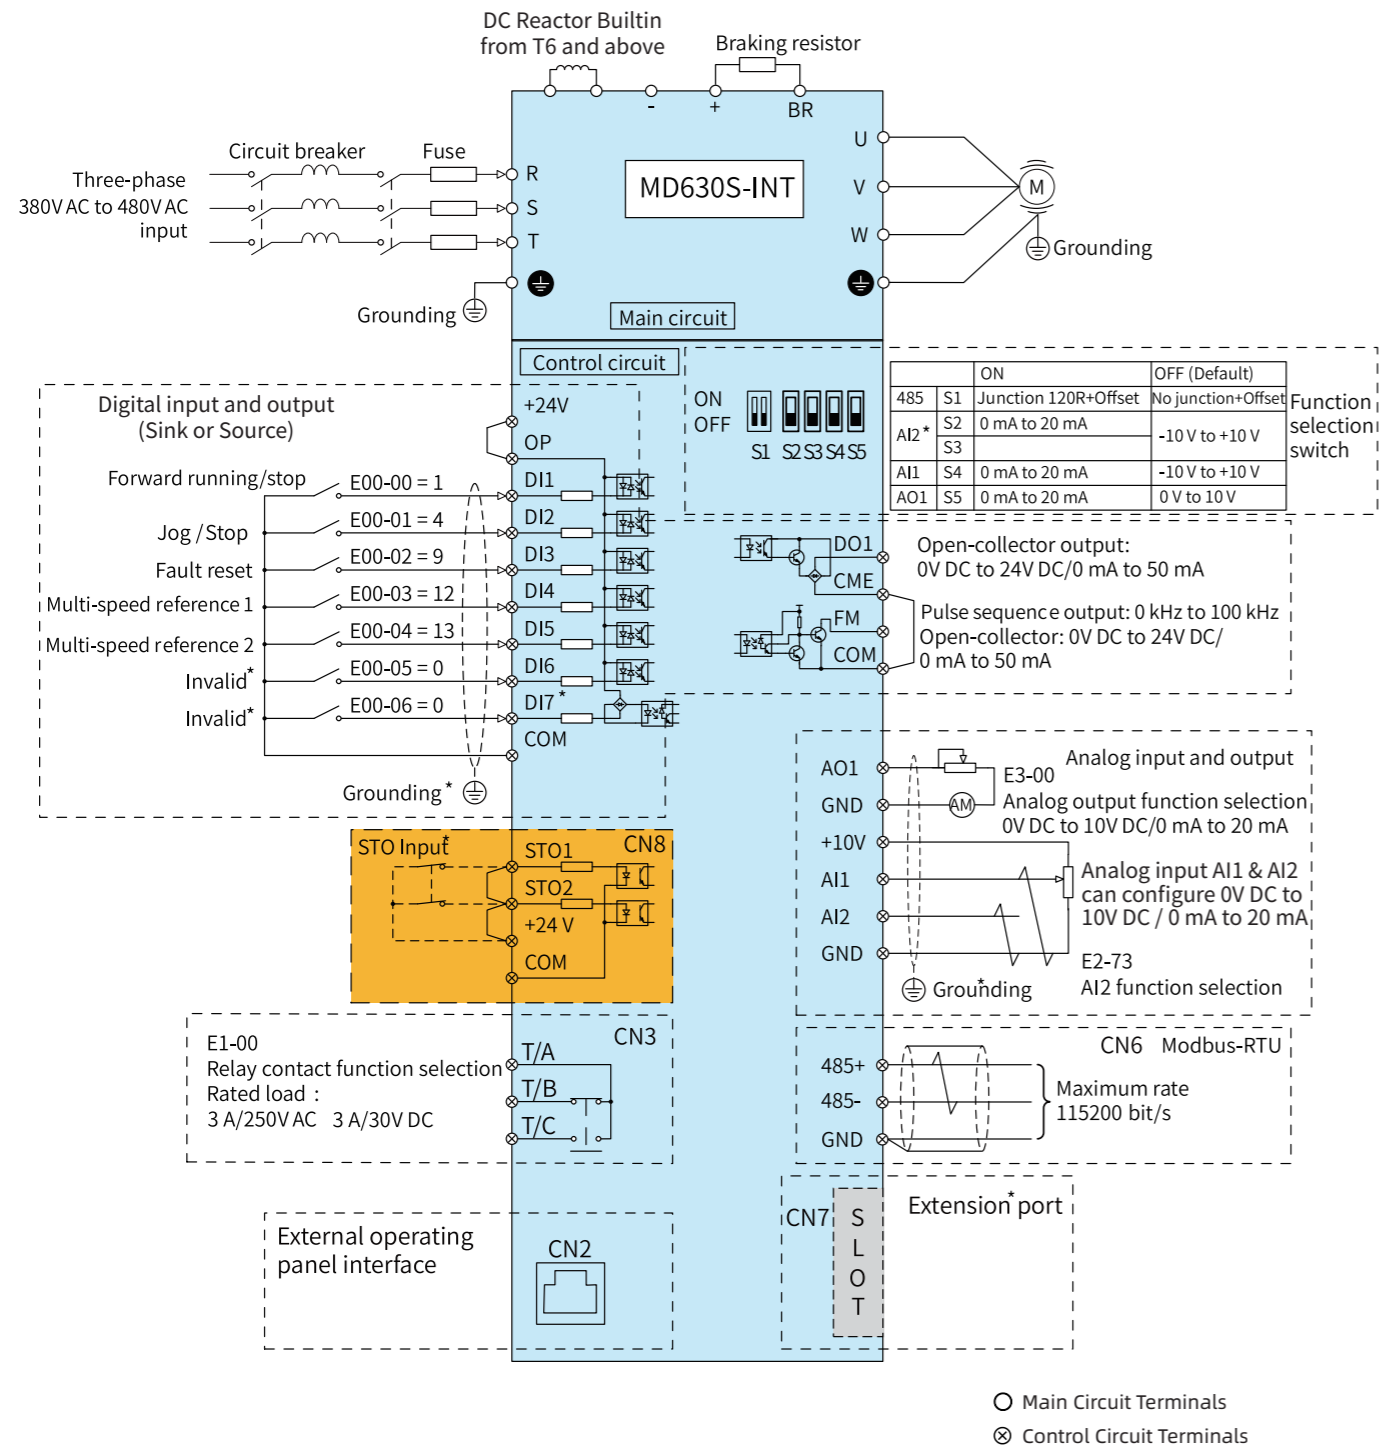 DC Reactor Builtin
from T6 and above
Braking resistor
- + BR
Circuit breaker Fuse
Three-phase
380V AC to 480V AC
input
R
S
T
MD630S-INT
U
V
W
M
Grounding
Grounding
Main circuit
Control circuit
ON
OFF
S1 S2 S3 S4 S5
ON OFF (Default)
485 S1 Junction 120R+Offset No junction+Offset
AI2* S2 0 mA to 20 mA -10 V to +10 V
S3
AI1 S4 0 mA to 20 mA -10 V to +10 V
AO1 S5 0 mA to 20 mA 0 V to 10 V
Function
selection
switch
Digital input and output
(Sink or Source)
+24V
OP
Forward running/stop E00-00 = 1 DI1
Jog / Stop E00-01 = 4 DI2
Fault reset E00-02 = 9 DI3
Multi-speed reference 1 E00-03 = 12 DI4
Multi-speed reference 2 E00-04 = 13 DI5
Invalid* E00-05 = 0 DI6
Invalid* E00-06 = 0 DI7*
COM
Grounding*
DO1
CME
FM
COM
Open-collector output:
0V DC to 24V DC/0 mA to 50 mA
Pulse sequence output: 0 kHz to 100 kHz
Open-collector: 0V DC to 24V DC/
0 mA to 50 mA
Analog input and output
AO1
GND
+10V
AI1
AI2
GND
AM
E3-00
Analog output function selection
0V DC to 10V DC/0 mA to 20 mA
Analog input AI1 & AI2
can configure 0V DC to
10V DC / 0 mA to 20 mA
E2-73
AI2 function selection
Grounding*
STO Input* CN8
STO1
STO2
+24 V
COM
E1-00
Relay contact function selection
Rated load :
3 A/250V AC 3 A/30V DC
CN3
T/A
T/B
T/C
CN6 Modbus-RTU
485+
485-
GND
Maximum rate
115200 bit/s
External operating
panel interface
CN2
CN7
S
L
O
T
Extension* port
Main Circuit Terminals
Control Circuit Terminals